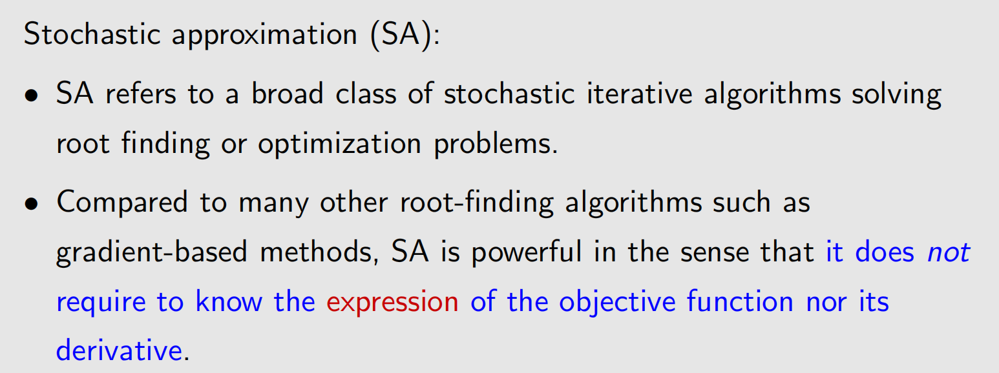 Stochastic approximation (SA):
• SA refers to a broad class of stochastic iterative algorithms solving
root finding or optimization problems.
• Compared to many other root-finding algorithms such as
gradient-based methods, SA is powerful in the sense that it does not
require to know the expression of the objective function nor its
derivative.